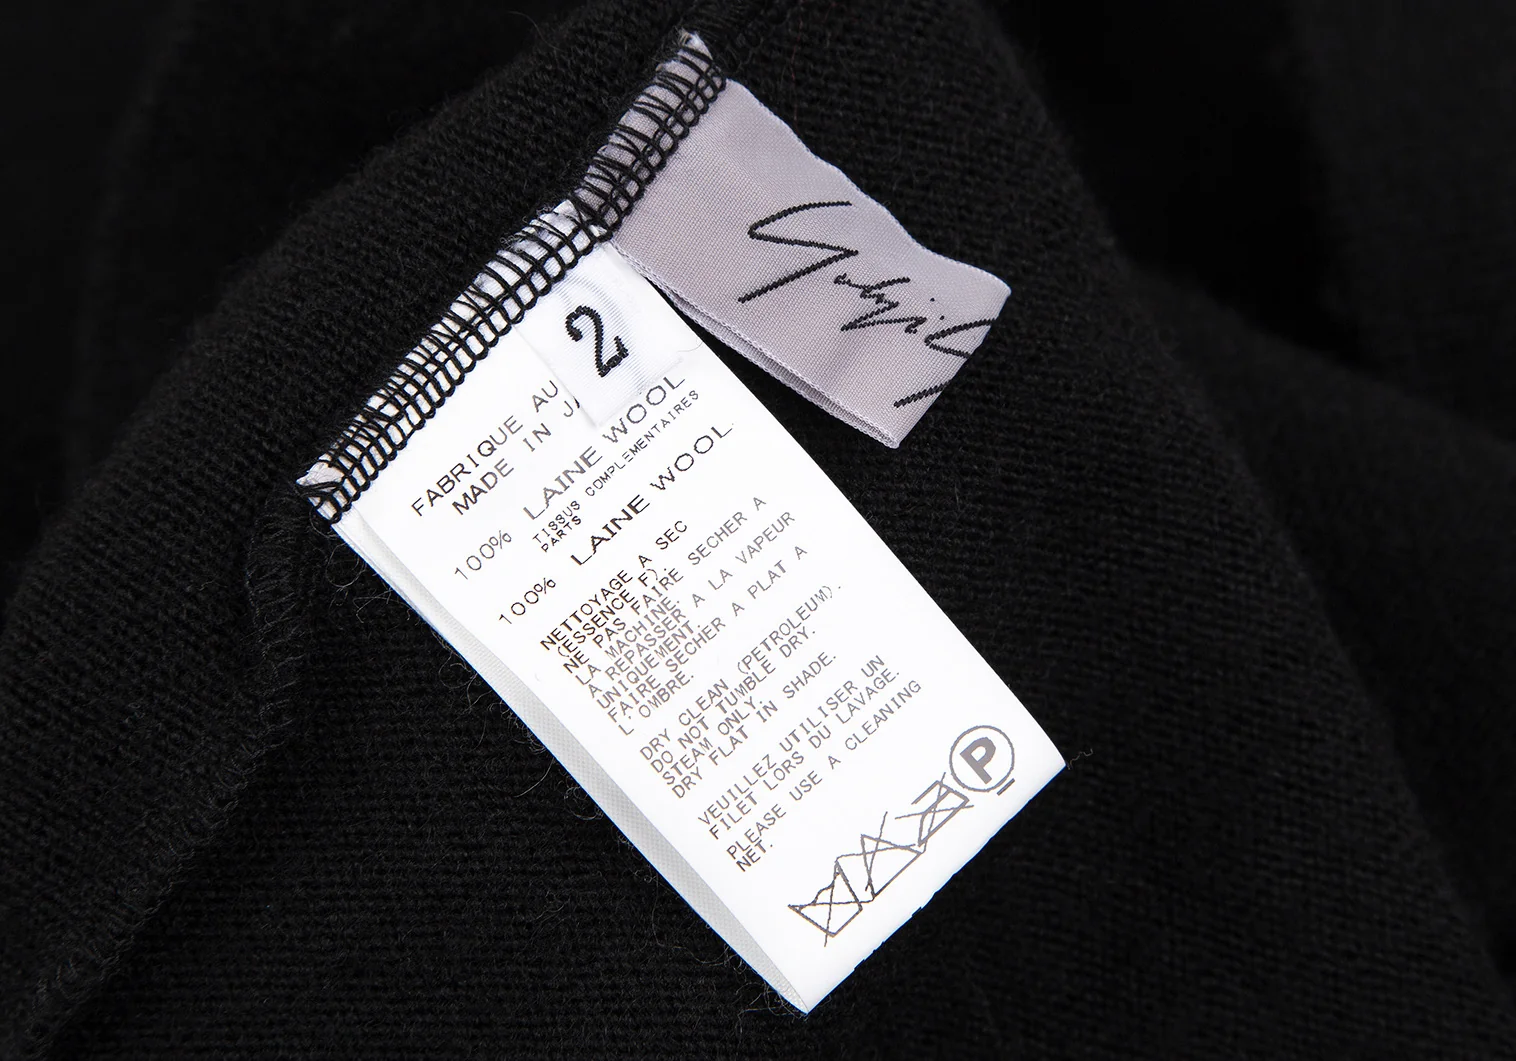 2
FABRIQUE AU
MADE IN
100% LAINE WOOL
TISSUS COMPLEMENTAIRES
PARTS
100% LAINE WOOL
NETTOYAGE A SEC
(ESSENCE F).
NE PAS FAIRE SECHER A
LA MACHINE.
A REPASSER A LA VAPEUR
UNIQUEMENT.
FAIRE SECHER A PLAT A
L'OMBRE.
DRY CLEAN (PETROLEUM).
DO NOT TUMBLE DRY.
STEAM ONLY.
DRY FLAT IN SHADE.
VEUILLEZ UTILISER UN
FILET LORS DU LAVAGE.
PLEASE USE A CLEANING
NET.
P